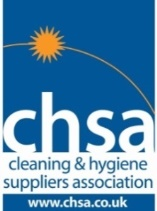 chsa
cleaning & hygiene
suppliers association
www.chsa.co.uk